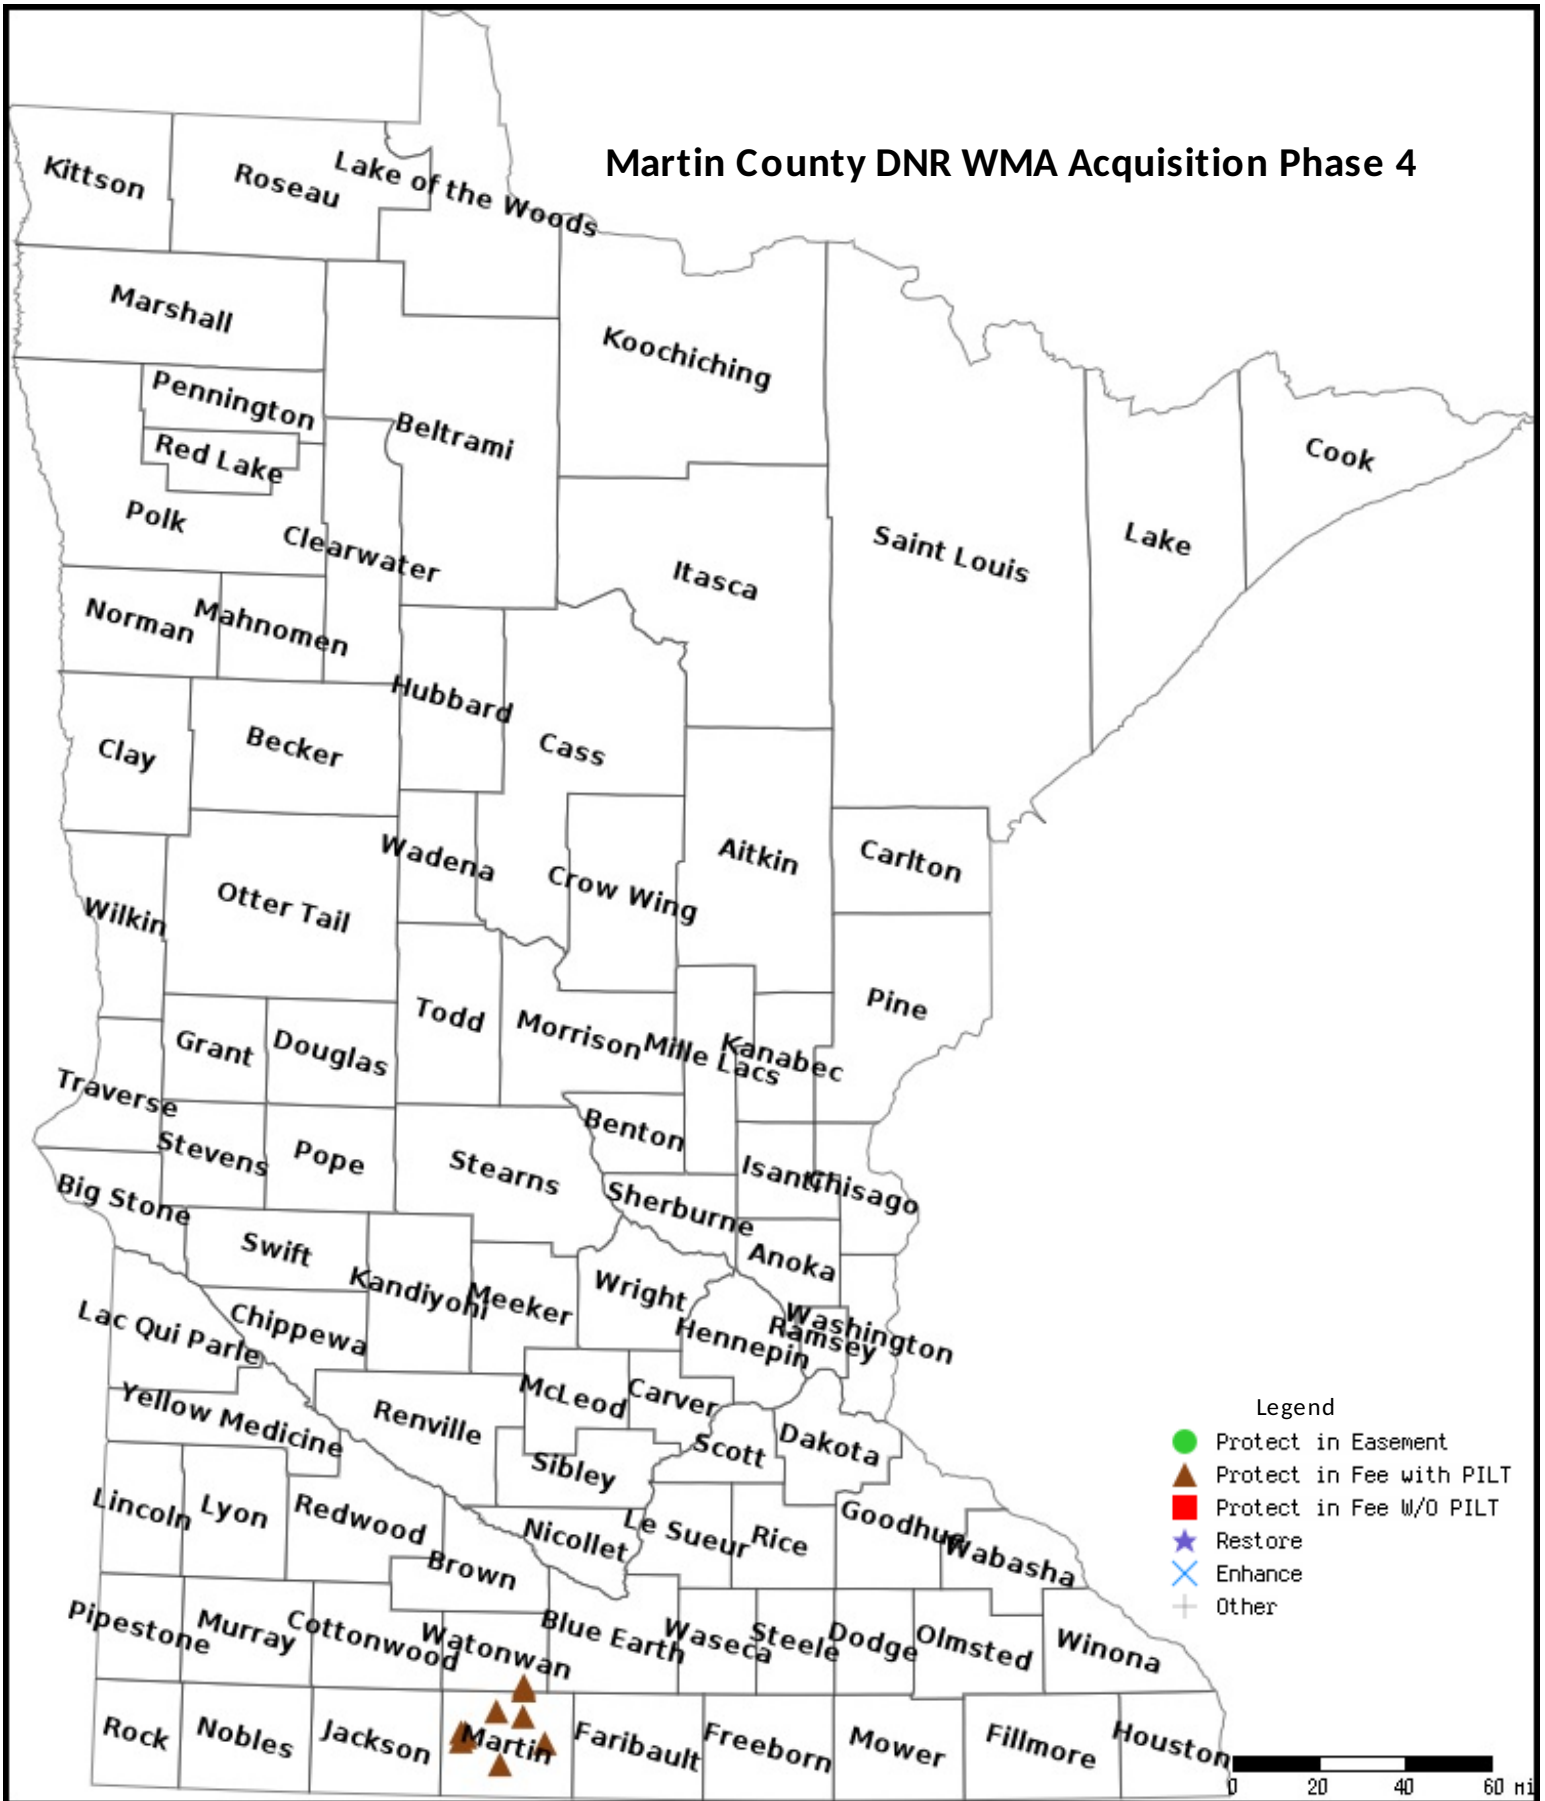 Martin County DNR WMA Acquisition Phase 4
Kittson
Roseau
Lake of the Woods
Marshall
Koochiching
Pennington
Beltrami
Red Lake
Cook
Polk
Clearwater
Saint Louis
Lake
Itasca
Norman
Mahnomen
Hubbard
Clay
Becker
Cass
Wadena
Aitkin
Carlton
Crow Wing
Otter Tail
Wilkin
Pine
Todd
Morrison
Mille Lacs
Kanabec
Grant
Douglas
Traverse
Stevens
Pope
Stearns
Benton
Isanti
Chisago
Big Stone
Sherburne
Swift
Anoka
Kandiyohi
Meeker
Wright
Washington
Ramsey
Hennepin
Lac Qui Parle
Chippewa
McLeod
Carver
Yellow Medicine
Renville
Scott
Dakota
Sibley
Lincoln
Lyon
Redwood
Nicollet
Le Sueur
Rice
Goodhue
Wabasha
Brown
Pipestone
Murray
Cottonwood
Watonwan
Blue Earth
Waseca
Steele
Dodge
Olmsted
Winona
Rock
Nobles
Jackson
Martin
Faribault
Freeborn
Mower
Fillmore
Houston
Legend
Protect in Easement
Protect in Fee with PILT
Protect in Fee W/O PILT
Restore
Enhance
Other
0 20 40 60 mi